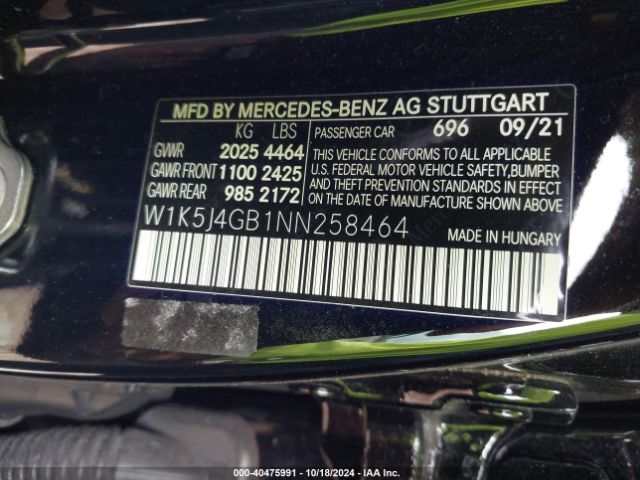 MFD BY MERCEDES-BENZ AG STUTTGART
KG LBS
PASSENGER CAR 696 09/21
GVWR 2025 4464
GAWR FRONT 1100 2425
GAWR REAR 985 2172
THIS VEHICLE CONFORMS TO ALL APPLICABLE
U.S. FEDERAL MOTOR VEHICLE SAFETY,BUMPER
AND THEFT PREVENTION STANDARDS IN EFFECT
ON THE DATE OF MANUFACTURE SHOWN ABOVE.
W1K5J4GB1NN258464 MADE IN HUNGARY
000-40475991 | 10/18/2024 | IAA Inc.